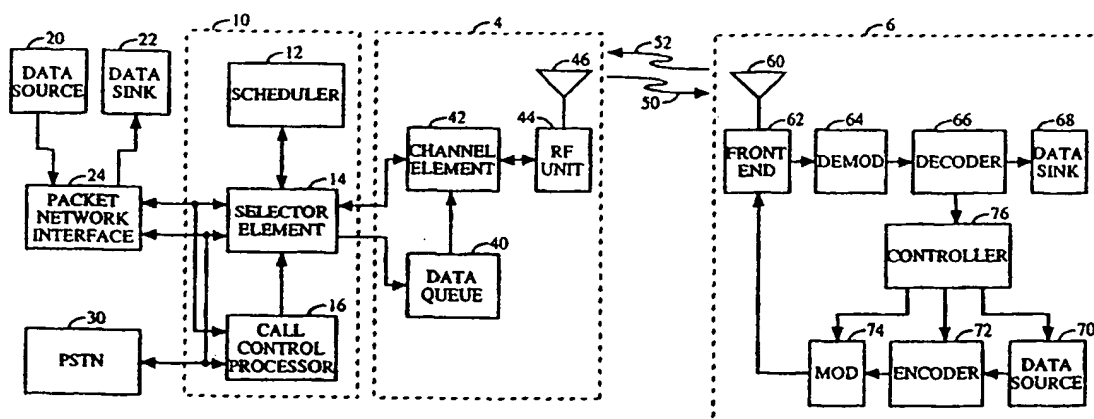 10
20
DATA
SOURCE
22
DATA
SINK
12
SCHEDULER
24
PACKET
NETWORK
INTERFACE
14
SELECTOR
ELEMENT
30
PSTN
16
CALL
CONTROL
PROCESSOR
4
46
42
CHANNEL
ELEMENT
44
RF
UNIT
40
DATA
QUEUE
52
50
6
60
62
FRONT
END
64
DEMOD
66
DECODER
68
DATA
SINK
76
CONTROLLER
74
MOD
72
ENCODER
70
DATA
SOURCE